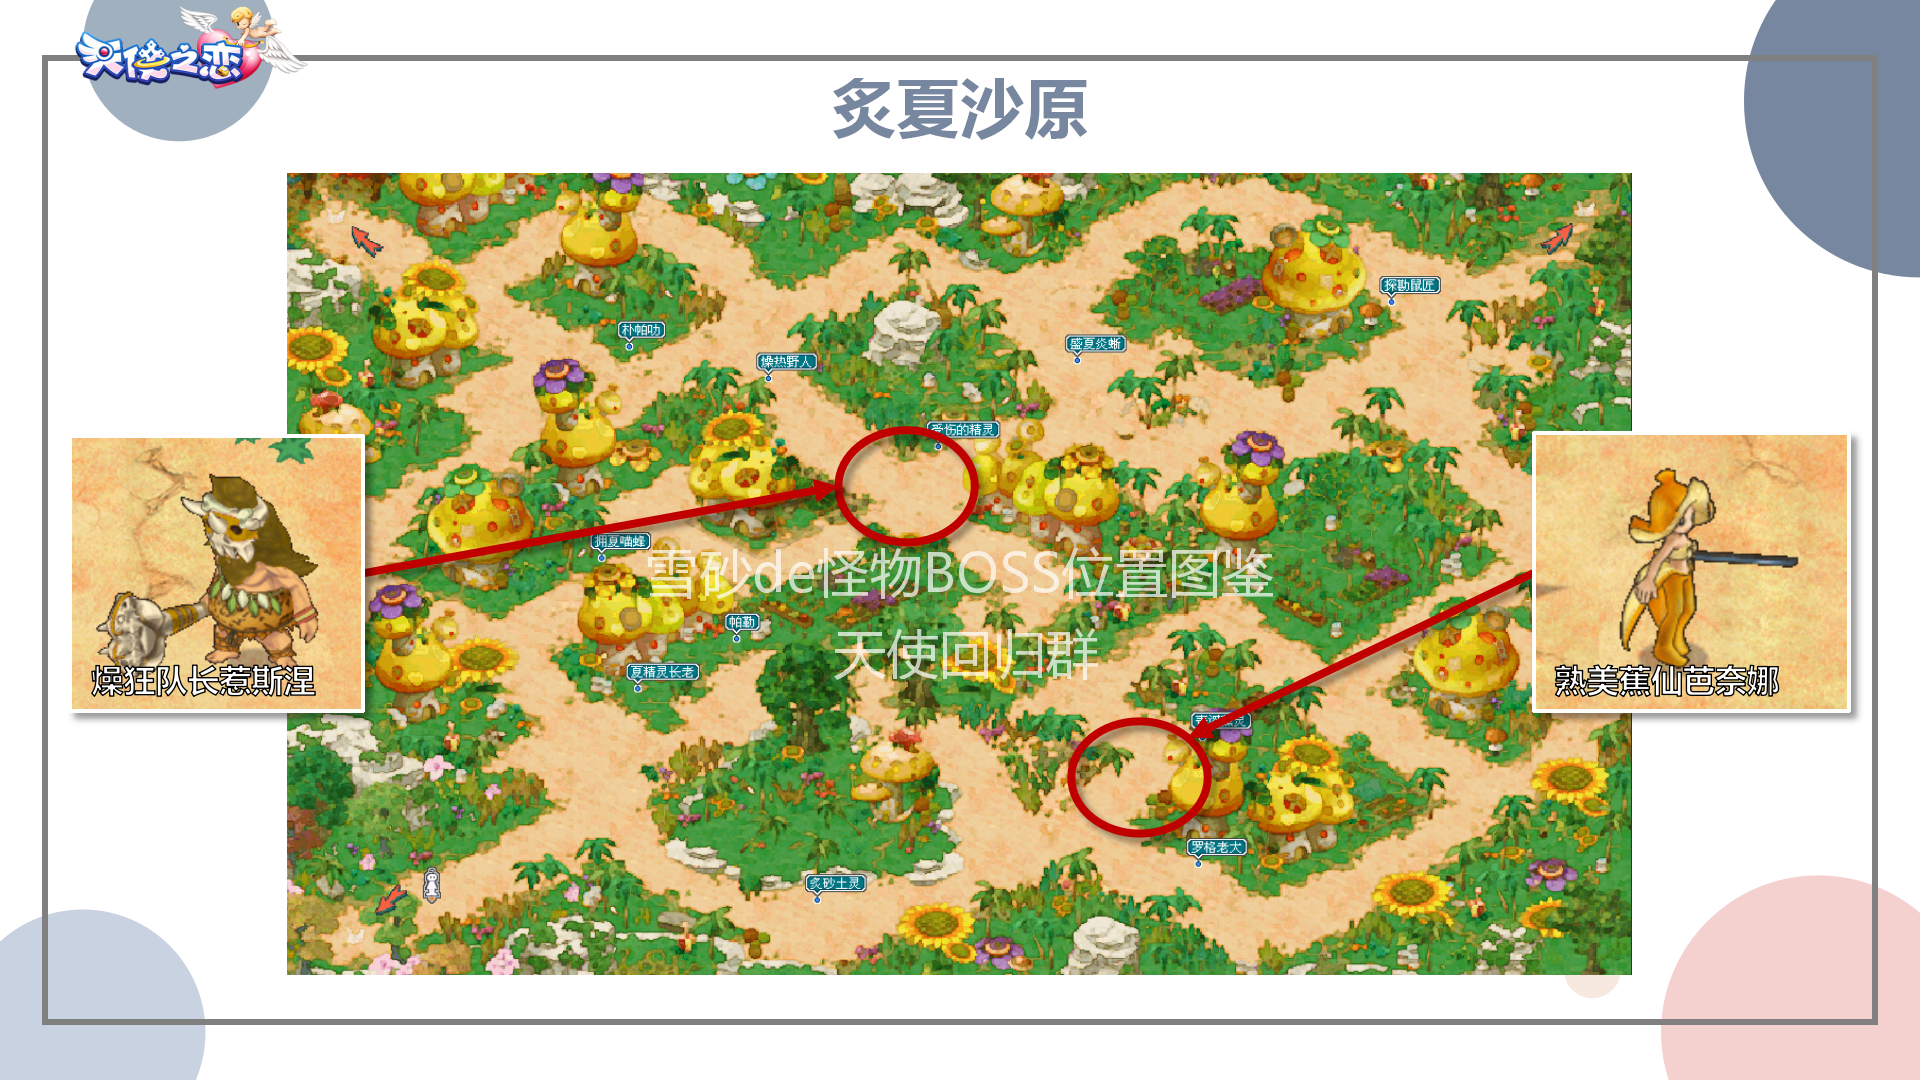 天使之恋
炙夏沙原
探勘鼠匠
朴帕叻
盛夏炎蜥
燥热野人
受伤的精灵
拥夏喵蜂
雪砂de怪物BOSS位置图鉴
帕勒
天使回归群
夏精灵长老
燥狂队长惹斯涅
熟美蕉仙芭奈娜
罗格老大
炙砂土灵